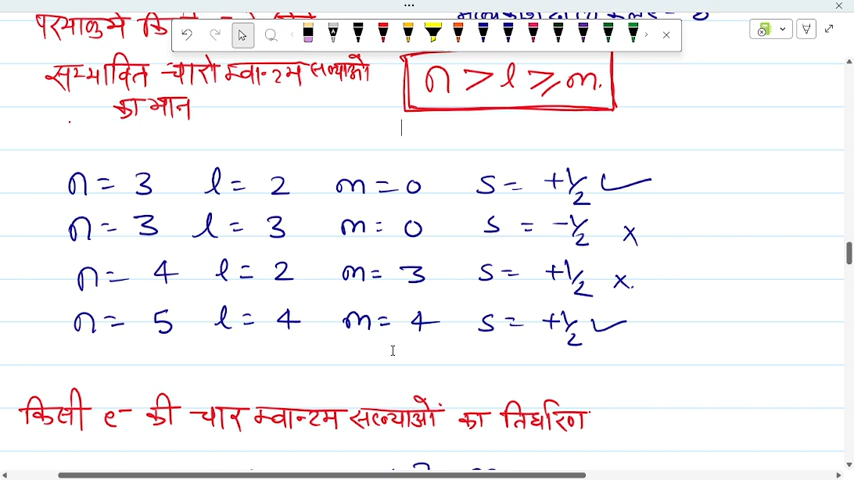 परमाणु में कि
सम्भावित चारो क्वान्टम संख्याओ
का मान
n > l ≥ m.
n = 3 l = 2 m = 0 s = +1/2 ✓
n = 3 l = 3 m = 0 s = -1/2 ×
n = 4 l = 2 m = 3 s = +1/2 ×.
n = 5 l = 4 m = 4 s = +1/2 ✓
किसी e- की चार क्वान्टम संख्याओं का निर्धारण